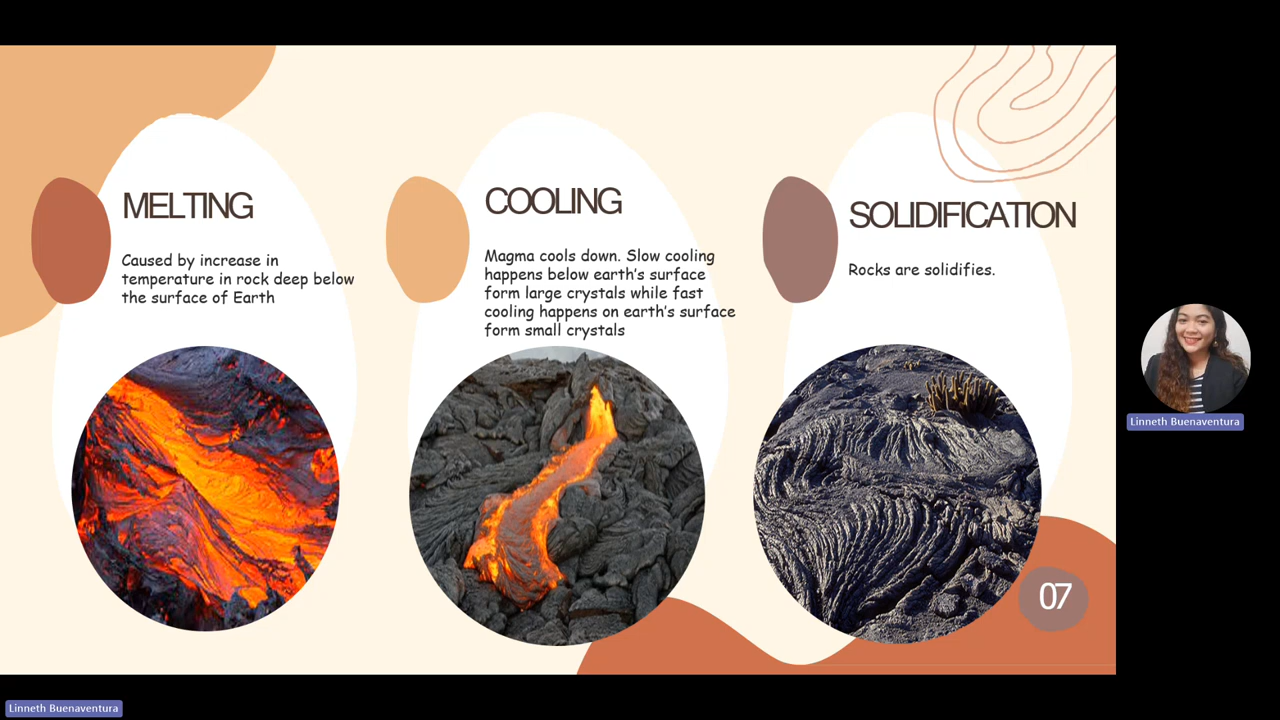 MELTING
Caused by increase in
temperature in rock deep below
the surface of Earth
COOLING
Magma cools down. Slow cooling
happens below earth's surface
form large crystals while fast
cooling happens on earth's surface
form small crystals
SOLIDIFICATION
Rocks are solidifies.
07
Linneth Buenaventura
Linneth Buenaventura